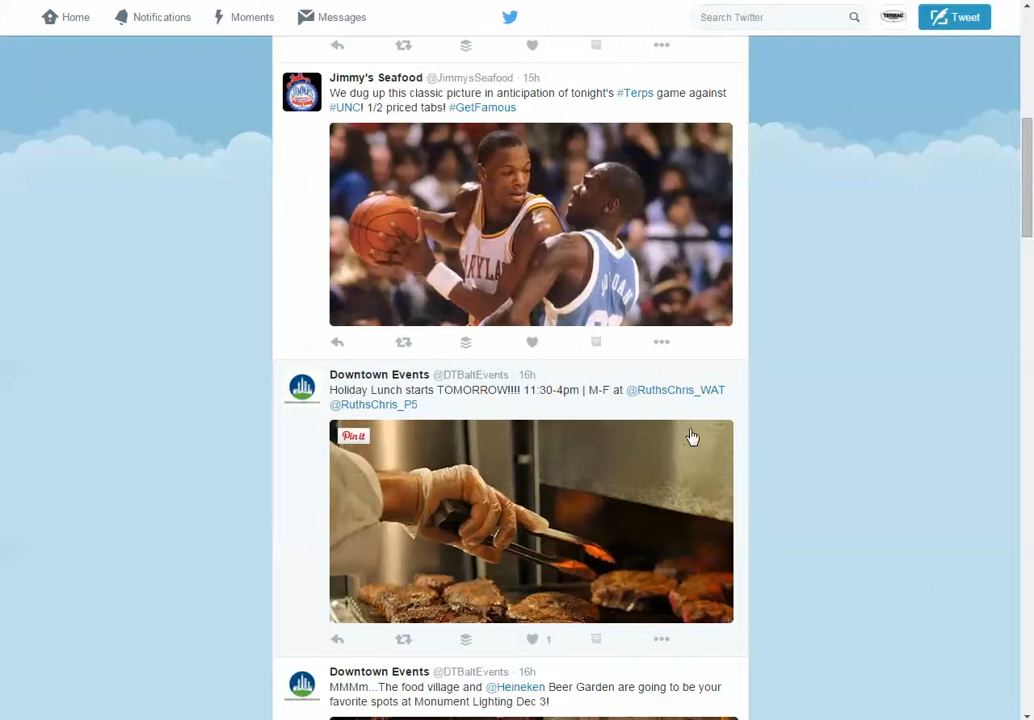 Home Notifications Moments Messages Search Twitter Tweet
Jimmy's Seafood @JimmysSeafood · 15h
We dug up this classic picture in anticipation of tonight's #Terps game against
#UNC! 1/2 priced tabs! #GetFamous
Downtown Events @DTBaltEvents · 16h
Holiday Lunch starts TOMORROW!!!! 11:30-4pm | M-F at @RuthsChris_WAT
@RuthsChris_P5
Pin it
1
Downtown Events @DTBaltEvents · 16h
MMMm...The food village and @Heineken Beer Garden are going to be your
favorite spots at Monument Lighting Dec 3!